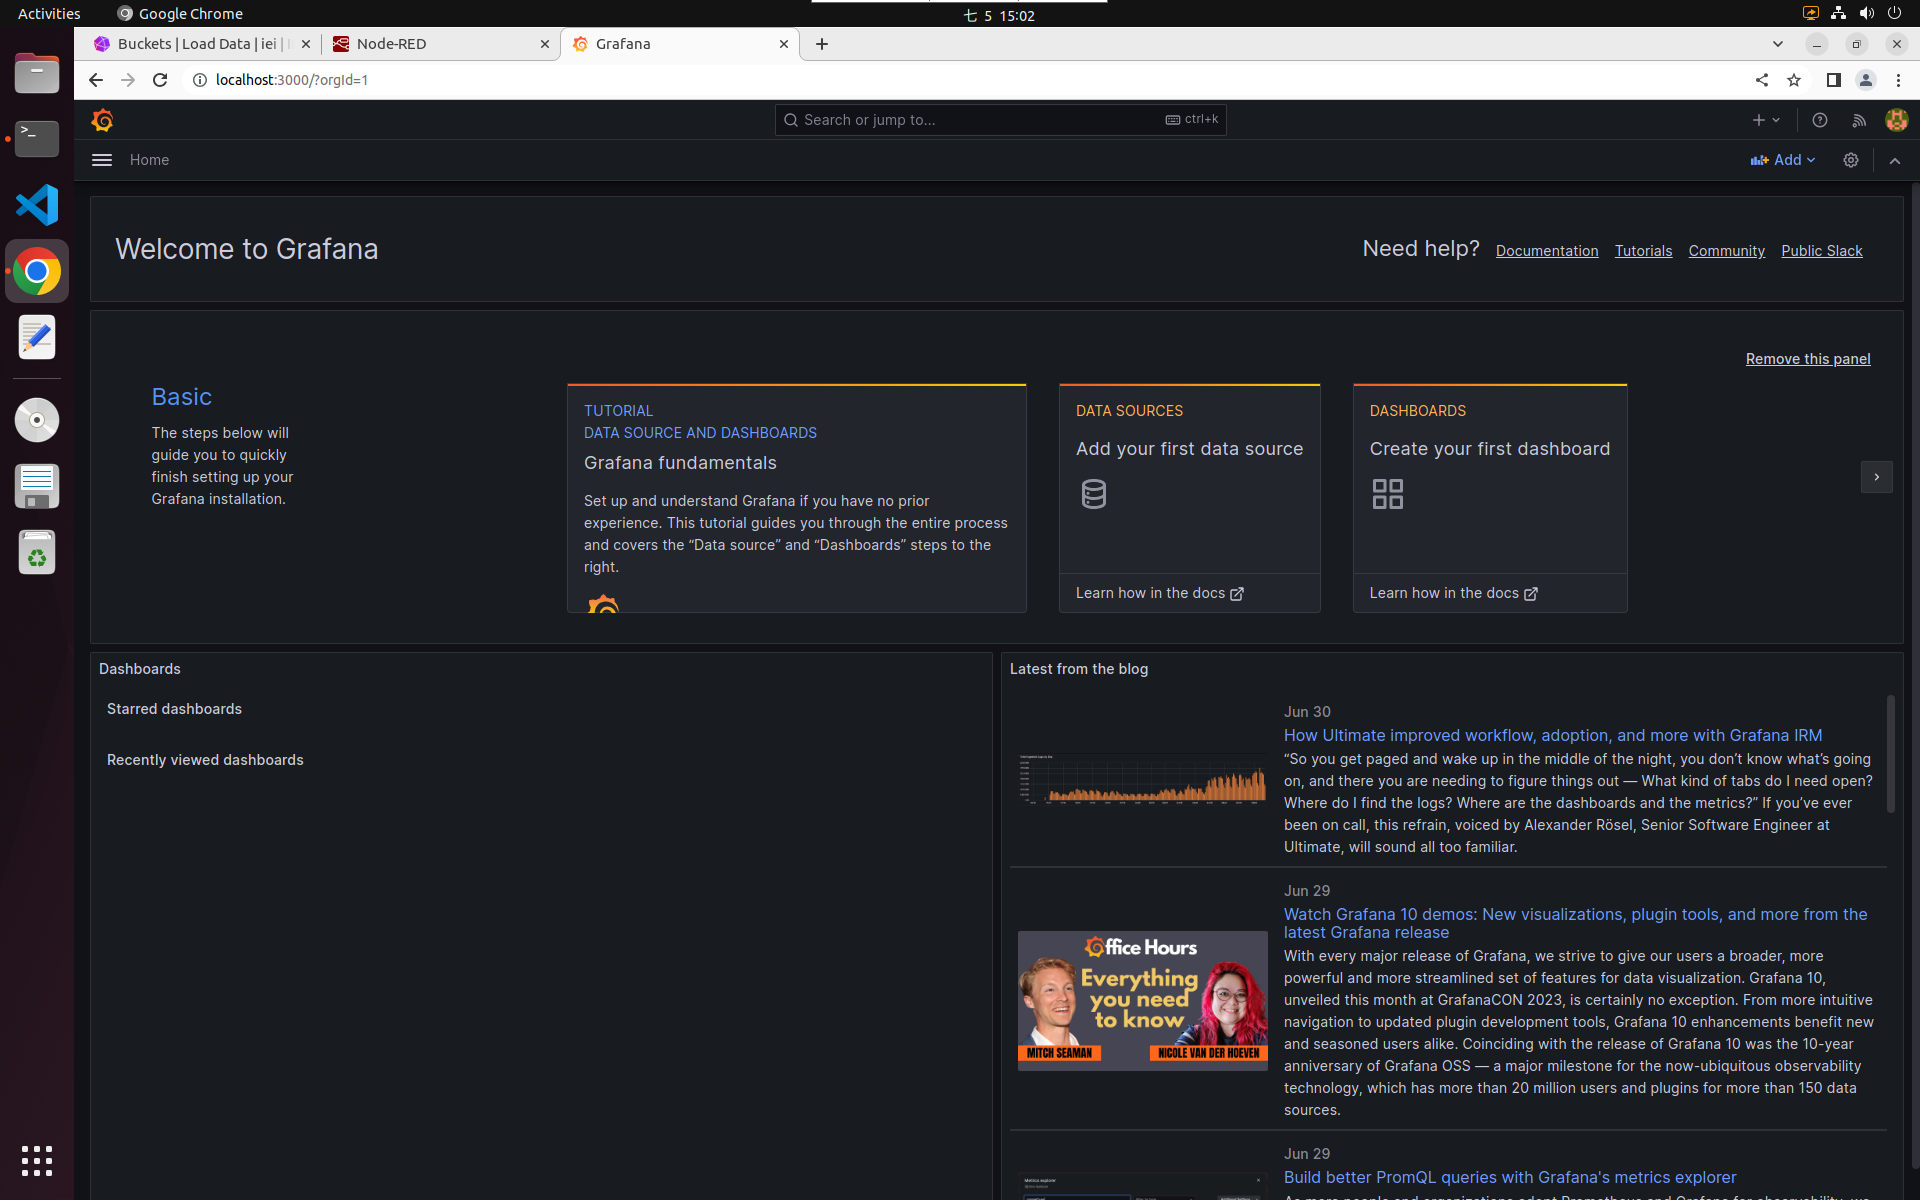 Activities
Google Chrome
七 5 15:02
Buckets | Load Data | iei |
Node-RED
Grafana
localhost:3000/?orgId=1
Search or jump to...
ctrl+k
Home
Add
Welcome to Grafana
Need help?
Documentation
Tutorials
Community
Public Slack
Remove this panel
Basic
The steps below will
guide you to quickly
finish setting up your
Grafana installation.
TUTORIAL
DATA SOURCE AND DASHBOARDS
Grafana fundamentals
Set up and understand Grafana if you have no prior
experience. This tutorial guides you through the entire process
and covers the “Data source” and “Dashboards” steps to the
right.
DATA SOURCES
Add your first data source
Learn how in the docs
DASHBOARDS
Create your first dashboard
Learn how in the docs
Dashboards
Starred dashboards
Recently viewed dashboards
Latest from the blog
Jun 30
How Ultimate improved workflow, adoption, and more with Grafana IRM
“So you get paged and wake up in the middle of the night, you don’t know what’s going
on, and there you are needing to figure things out — What kind of tabs do I need open?
Where do I find the logs? Where are the dashboards and the metrics?” If you’ve ever
been on call, this refrain, voiced by Alexander Rösel, Senior Software Engineer at
Ultimate, will sound all too familiar.
Jun 29
Watch Grafana 10 demos: New visualizations, plugin tools, and more from the
latest Grafana release
With every major release of Grafana, we strive to give our users a broader, more
powerful and more streamlined set of features for data visualization. Grafana 10,
unveiled this month at GrafanaCON 2023, is certainly no exception. From more intuitive
navigation to updated plugin development tools, Grafana 10 enhancements benefit new
and seasoned users alike. Coinciding with the release of Grafana 10 was the 10-year
anniversary of Grafana OSS — a major milestone for the now-ubiquitous observability
technology, which has more than 20 million users and plugins for more than 150 data
sources.
Office Hours
Everything
you need
to know
MITCH SEAMAN
NICOLE VAN DER HOEVEN
Jun 29
Build better PromQL queries with Grafana's metrics explorer
Metrics explorer